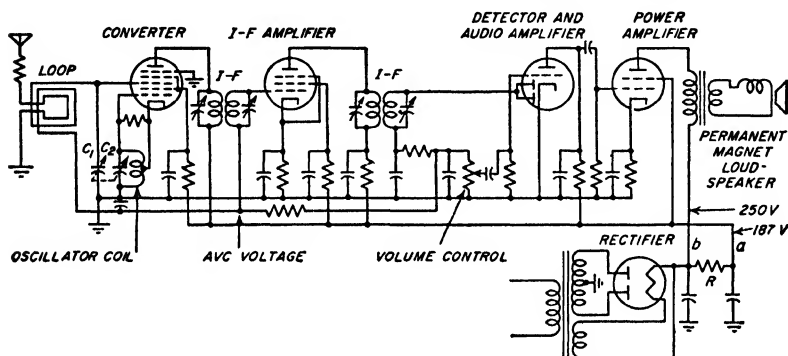 CONVERTER
I-F AMPLIFIER
DETECTOR AND
AUDIO AMPLIFIER
POWER
AMPLIFIER
LOOP
I-F
I-F
C₁ C₂
PERMANENT
MAGNET
LOUD-
SPEAKER
250V
187 V
OSCILLATOR COIL
AVC VOLTAGE
VOLUME CONTROL
RECTIFIER
b
a
R